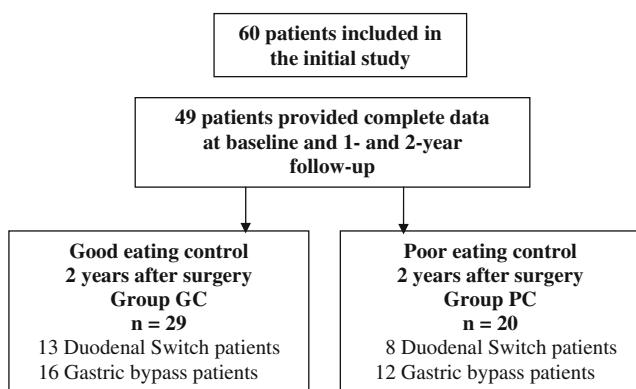 60 patients included in
the initial study
49 patients provided complete data
at baseline and 1- and 2-year
follow-up
Good eating control
2 years after surgery
Group GC
n = 29
13 Duodenal Switch patients
16 Gastric bypass patients
Poor eating control
2 years after surgery
Group PC
n = 20
8 Duodenal Switch patients
12 Gastric bypass patients